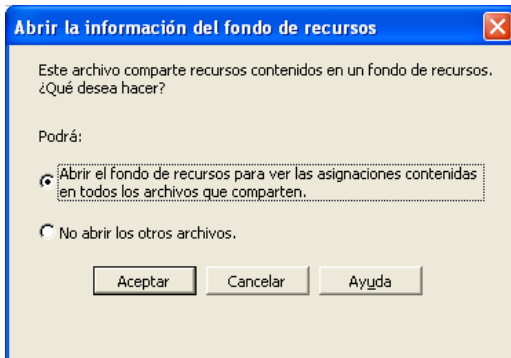 Abrir la información del fondo de recursos
Este archivo comparte recursos contenidos en un fondo de recursos.
¿Qué desea hacer?
Podrá:
Abrir el fondo de recursos para ver las asignaciones contenidas
en todos los archivos que comparten.
No abrir los otros archivos.
Aceptar Cancelar Ayuda